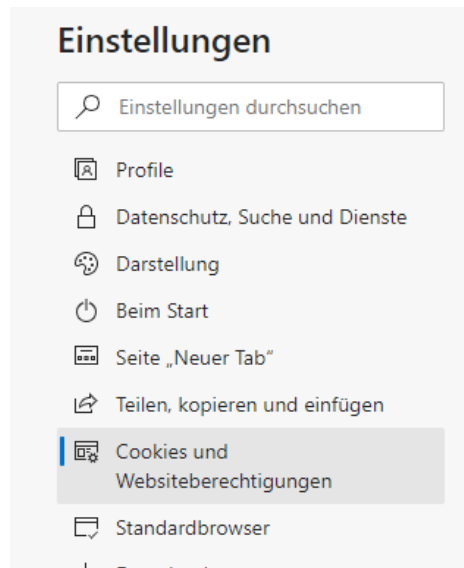 Einstellungen
Einstellungen durchsuchen
Profile
Datenschutz, Suche und Dienste
Darstellung
Beim Start
Seite „Neuer Tab“
Teilen, kopieren und einfügen
Cookies und
Websiteberechtigungen
Standardbrowser